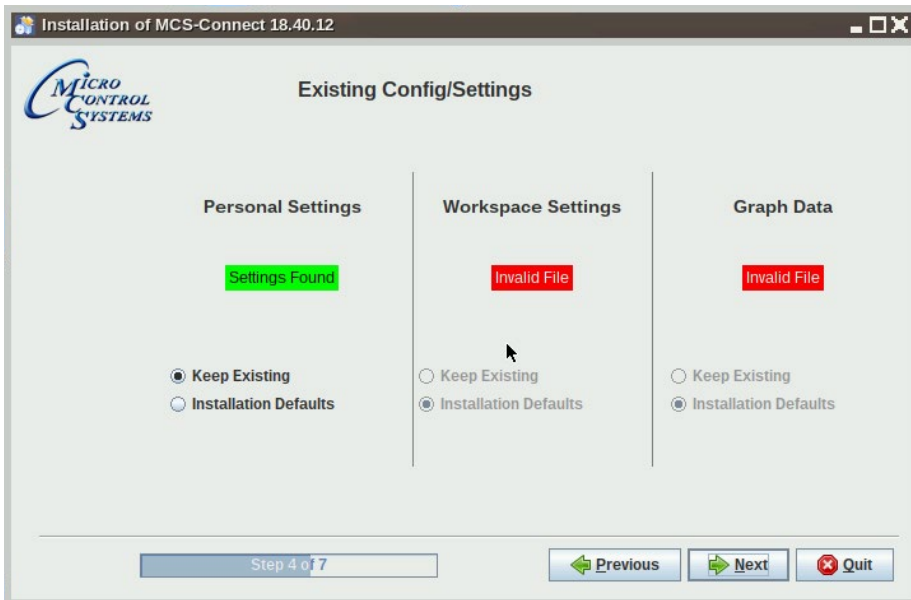 Installation of MCS-Connect 18.40.12
MICRO
CONTROL
SYSTEMS
Existing Config/Settings
Personal Settings
Workspace Settings
Graph Data
Settings Found
Invalid File
Invalid File
Keep Existing
Installation Defaults
Keep Existing
Installation Defaults
Keep Existing
Installation Defaults
Step 4 of 7
Previous
Next
Quit